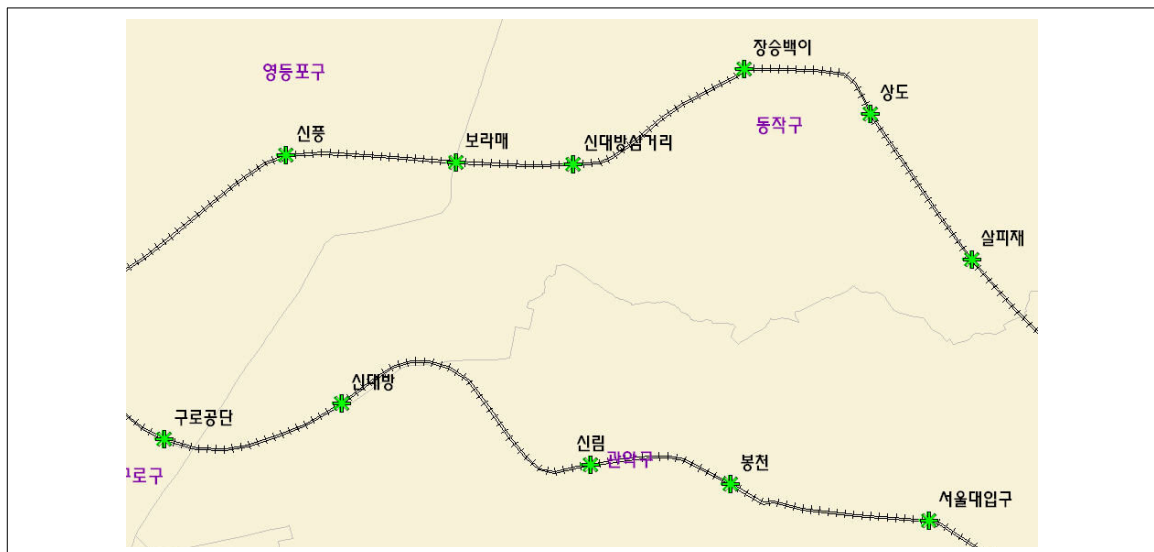 장승백이
영등포구
상도
동작구
신풍
보라매
신대방삼거리
살피재
신대방
구로공단
신림
관악구
봉천
구로구
서울대입구